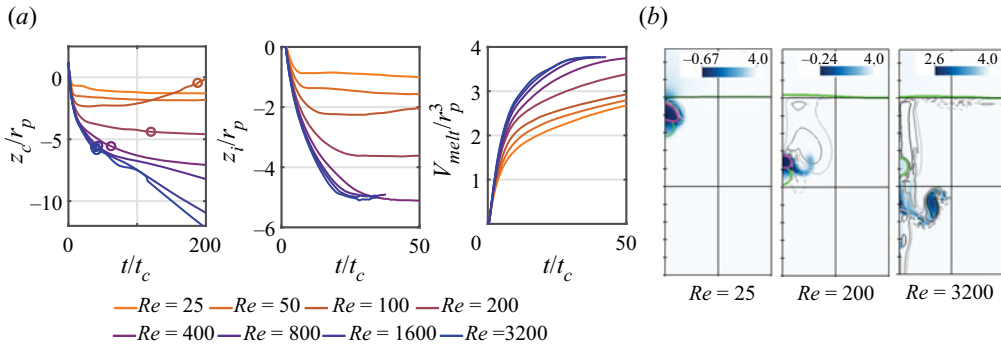 (a)
(b)
0
−5
−10
z_c/r_p
0
200
t/t_c
0
−2
−4
−6
z_i/r_p
0
50
t/t_c
4
3
2
1
V_melt/r_p^3
0
50
t/t_c
Re = 25 Re = 50 Re = 100 Re = 200
Re = 400 Re = 800 Re = 1600 Re =3200
−0.67 4.0
−0.24 4.0
2.6 4.0
Re = 25
Re = 200
Re = 3200